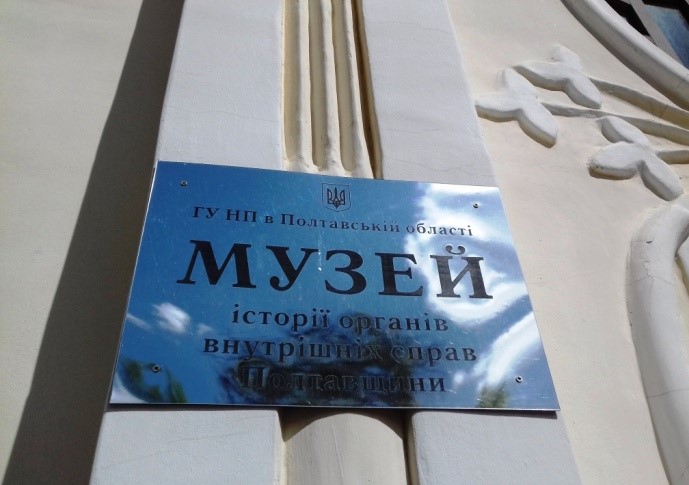 ГУ НП в Полтавській області
МУЗЕЙ
історії органів
внутрішніх справ
Полтавщини